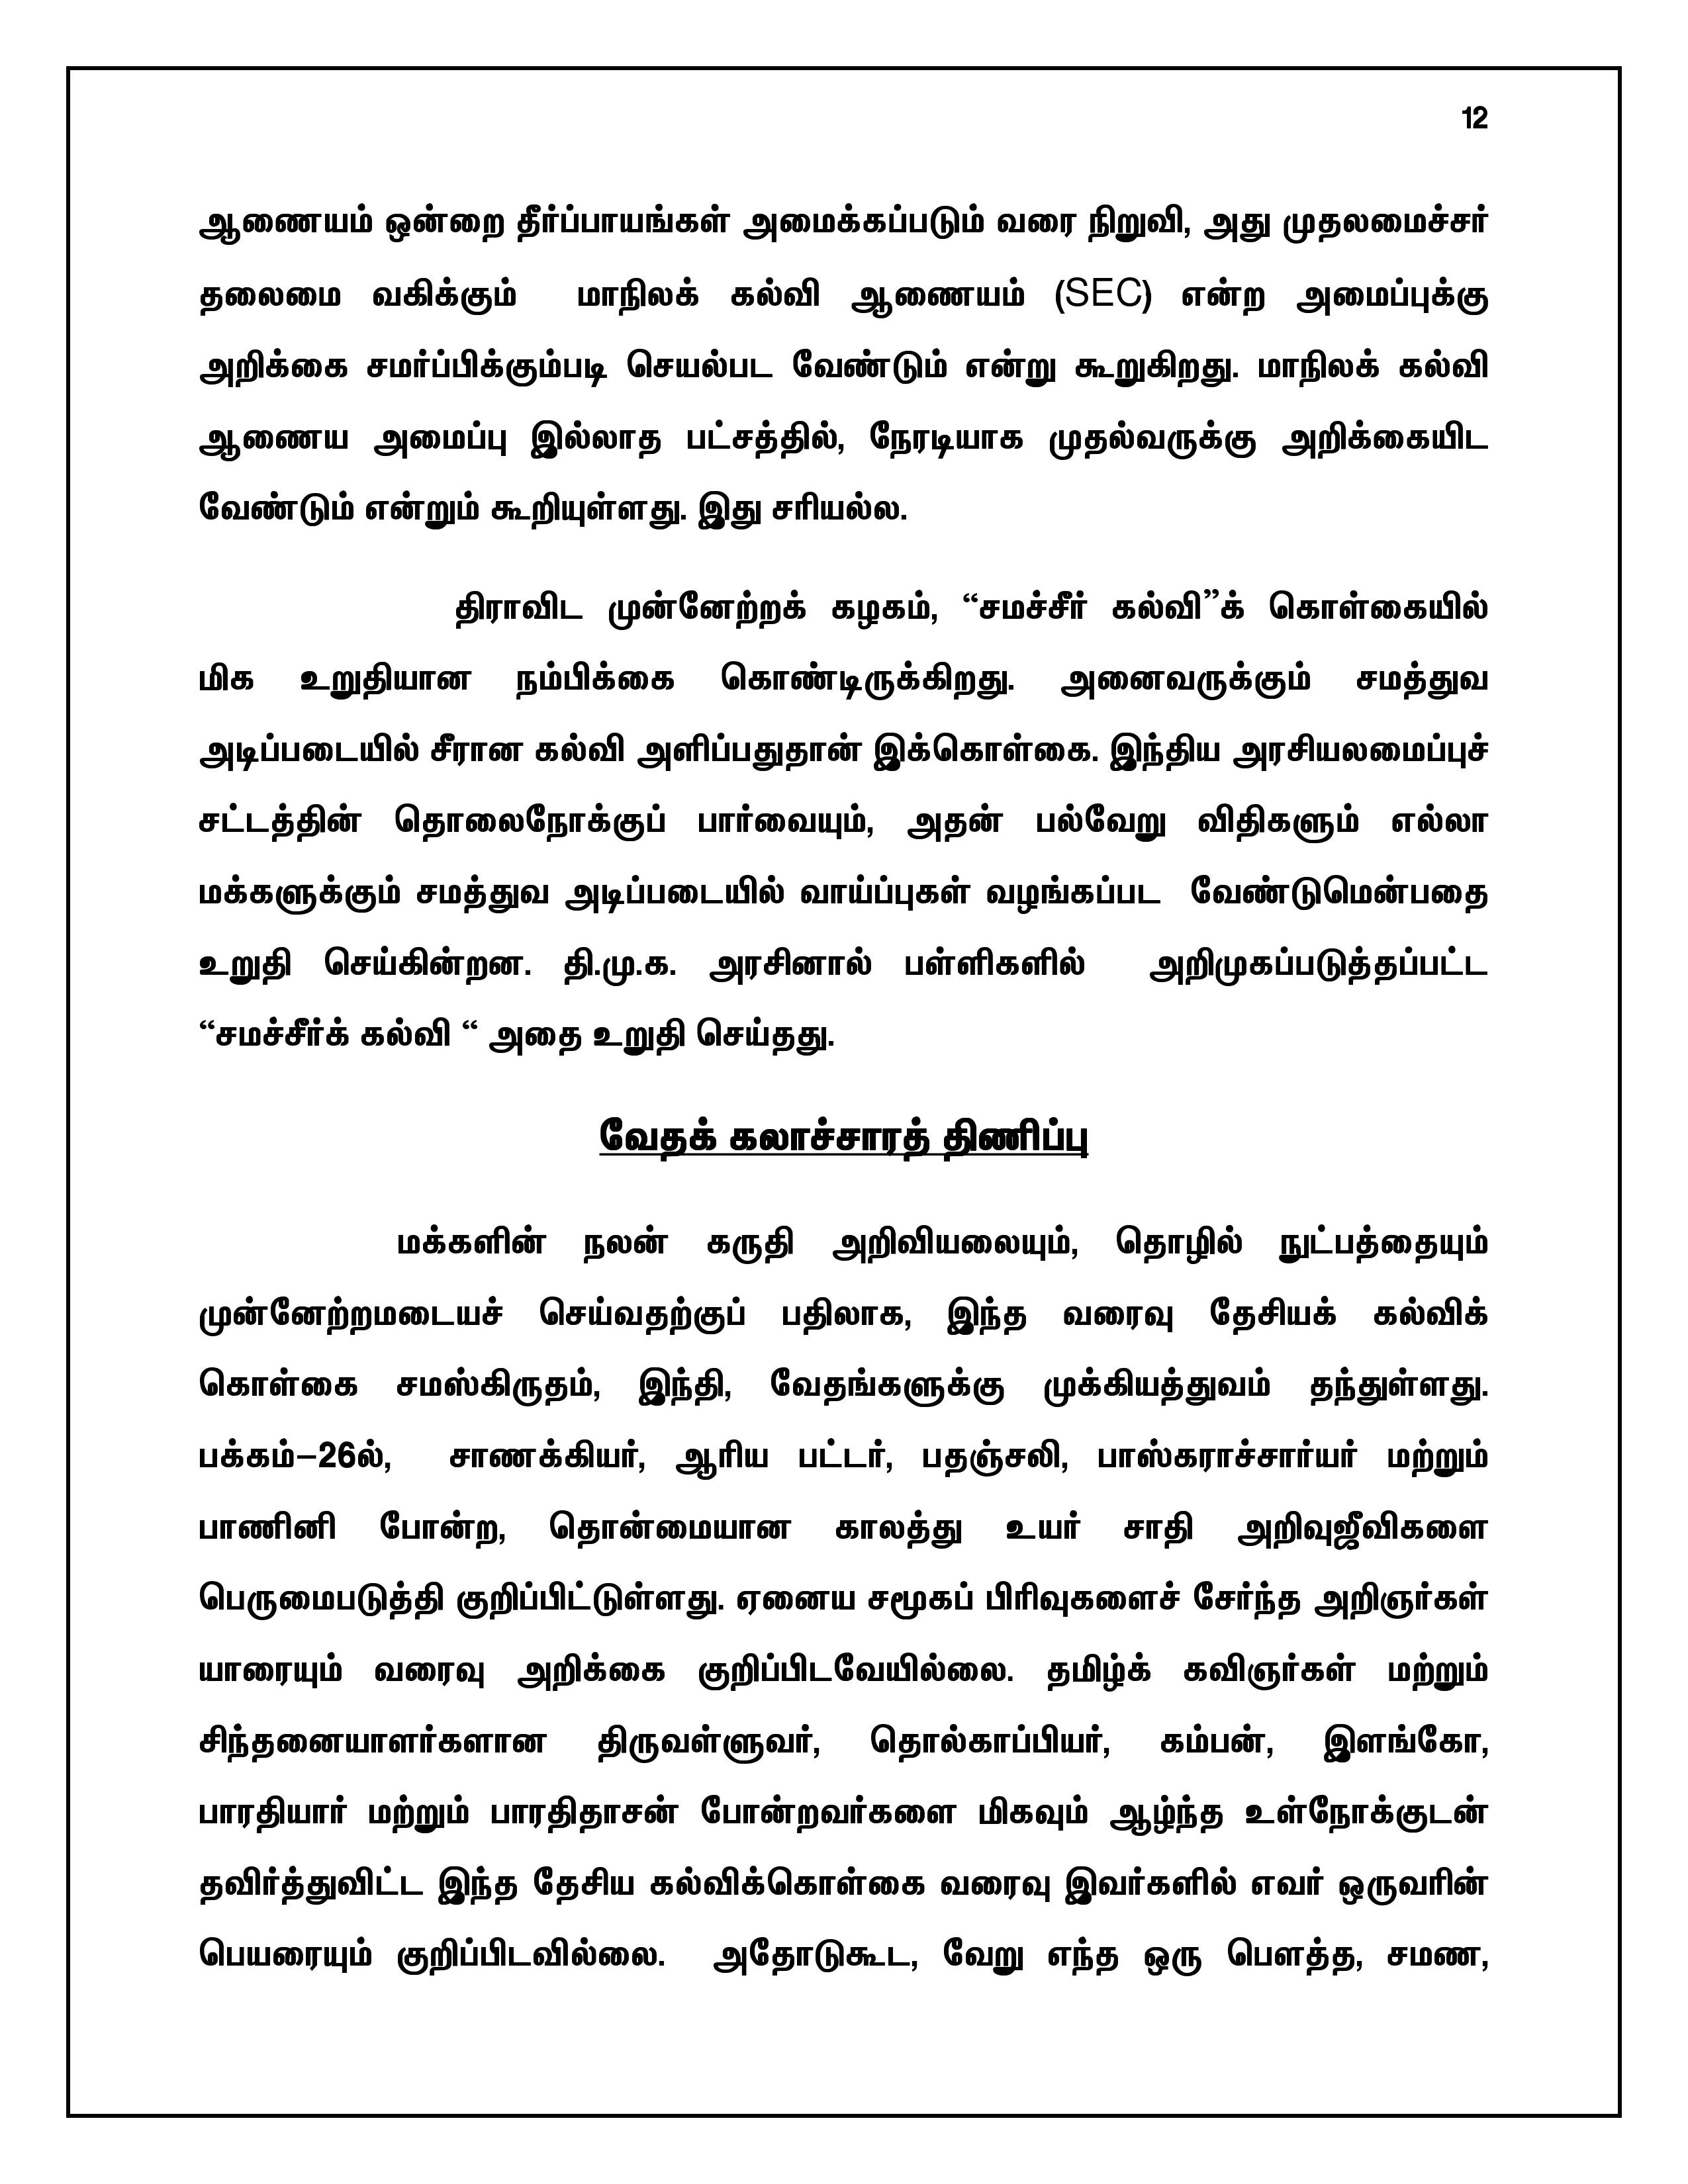 12
ஆணையம் ஒன்றை தீர்ப்பாயங்கள் அமைக்கப்படும் வரை நிறுவி, அது முதலமைச்சர்
தலைமை வகிக்கும் மாநிலக் கல்வி ஆணையம் (SEC) என்ற அமைப்புக்கு
அறிக்கை சமர்ப்பிக்கும்படி செயல்பட வேண்டும் என்று கூறுகிறது. மாநிலக் கல்வி
ஆணைய அமைப்பு இல்லாத பட்சத்தில், நேரடியாக முதல்வருக்கு அறிக்கையிட
வேண்டும் என்றும் கூறியுள்ளது. இது சரியல்ல.
திராவிட முன்னேற்றக் கழகம், “சமச்சீர் கல்வி”க் கொள்கையில்
மிக உறுதியான நம்பிக்கை கொண்டிருக்கிறது. அனைவருக்கும் சமத்துவ
அடிப்படையில் சீரான கல்வி அளிப்பதுதான் இக்கொள்கை. இந்திய அரசியலமைப்புச்
சட்டத்தின் தொலைநோக்குப் பார்வையும், அதன் பல்வேறு விதிகளும் எல்லா
மக்களுக்கும் சமத்துவ அடிப்படையில் வாய்ப்புகள் வழங்கப்பட வேண்டுமென்பதை
உறுதி செய்கின்றன. தி.மு.க. அரசினால் பள்ளிகளில் அறிமுகப்படுத்தப்பட்ட
“சமச்சீர்க் கல்வி “ அதை உறுதி செய்தது.
வேதக் கலாச்சாரத் திணிப்பு
மக்களின் நலன் கருதி அறிவியலையும், தொழில் நுட்பத்தையும்
முன்னேற்றமடையச் செய்வதற்குப் பதிலாக, இந்த வரைவு தேசியக் கல்விக்
கொள்கை சமஸ்கிருதம், இந்தி, வேதங்களுக்கு முக்கியத்துவம் தந்துள்ளது.
பக்கம்–26ல், சாணக்கியர், ஆரிய பட்டர், பதஞ்சலி, பாஸ்கராச்சார்யர் மற்றும்
பாணினி போன்ற, தொன்மையான காலத்து உயர் சாதி அறிவுஜீவிகளை
பெருமைபடுத்தி குறிப்பிட்டுள்ளது. ஏனைய சமூகப் பிரிவுகளைச் சேர்ந்த அறிஞர்கள்
யாரையும் வரைவு அறிக்கை குறிப்பிடவேயில்லை. தமிழ்க் கவிஞர்கள் மற்றும்
சிந்தனையாளர்களான திருவள்ளுவர், தொல்காப்பியர், கம்பன், இளங்கோ,
பாரதியார் மற்றும் பாரதிதாசன் போன்றவர்களை மிகவும் ஆழ்ந்த உள்நோக்குடன்
தவிர்த்துவிட்ட இந்த தேசிய கல்விக்கொள்கை வரைவு இவர்களில் எவர் ஒருவரின்
பெயரையும் குறிப்பிடவில்லை. அதோடுகூட, வேறு எந்த ஒரு பௌத்த, சமண,